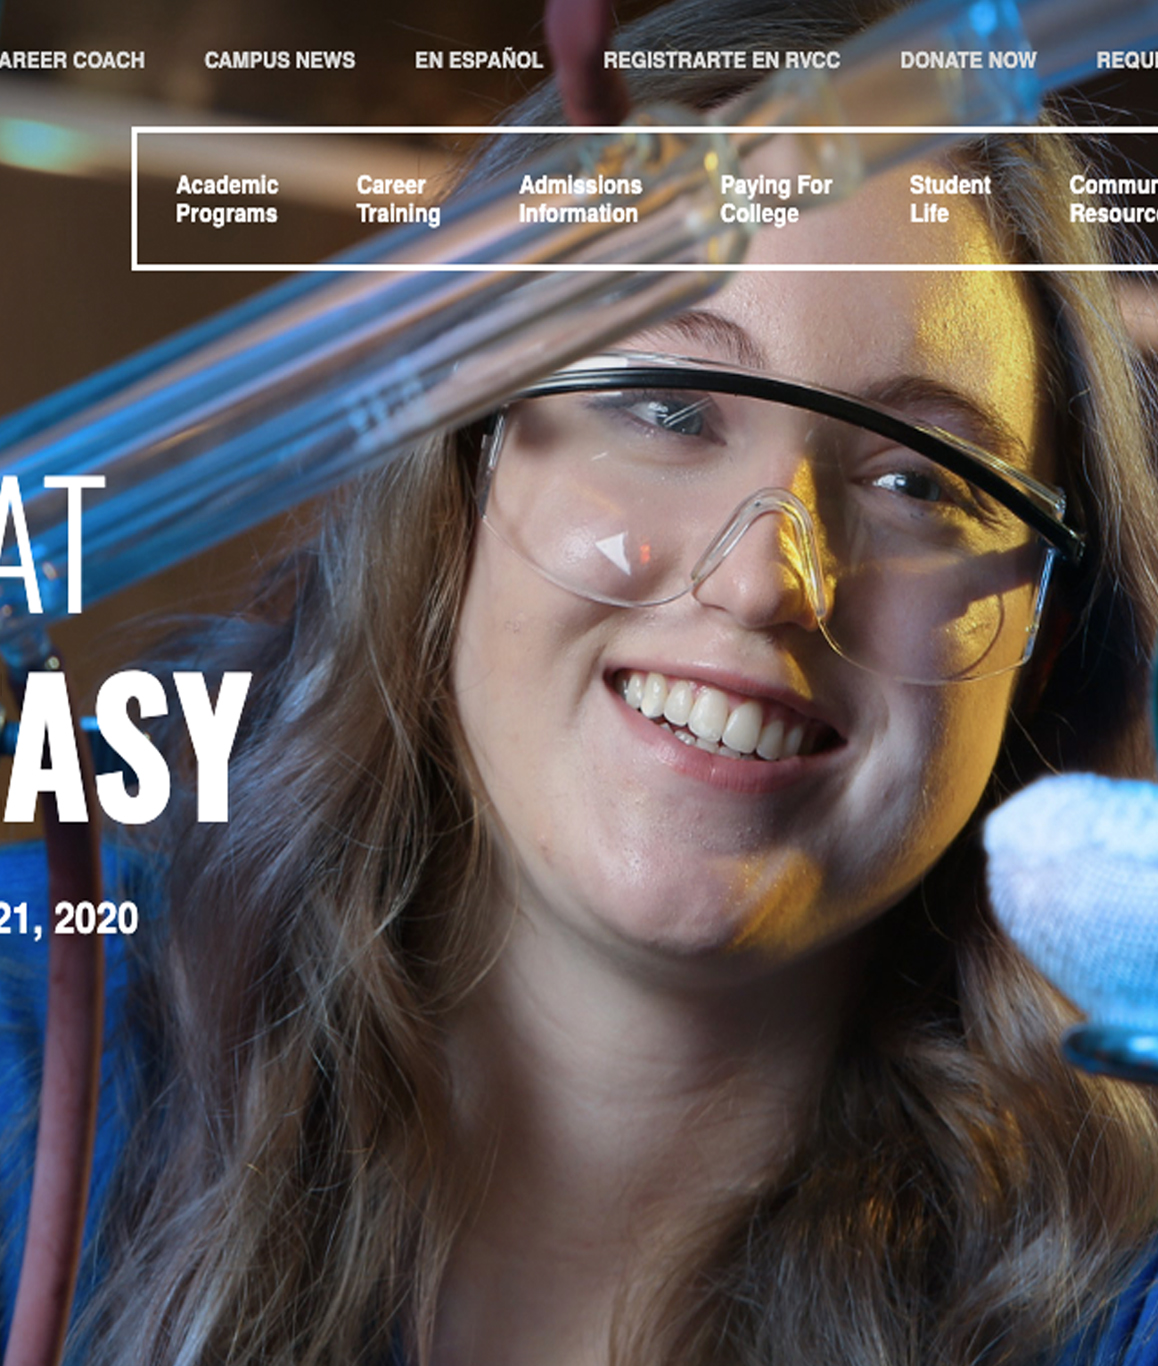 AREER COACH CAMPUS NEWS EN ESPAÑOL REGISTRARTE EN RVCC DONATE NOW REQU
Academic Programs
Career Training
Admissions Information
Paying For College
Student Life
Commun
Resourc
AT
ASY
21, 2020